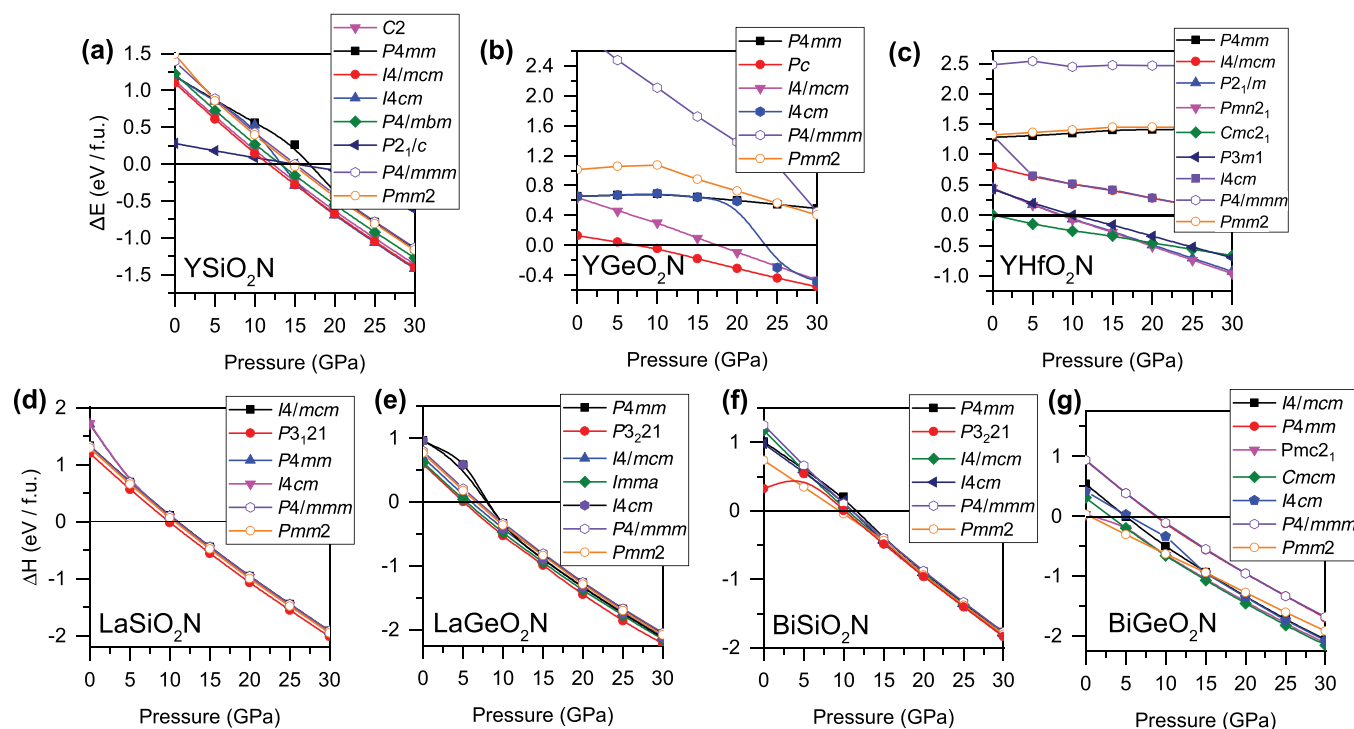 (a)
C2
P4mm
I4/mcm
I4cm
P4/mbm
P2₁/c
P4/mmm
Pmm2
ΔE (eV / f.u.)
1.5
1.0
0.5
0.0
-0.5
-1.0
-1.5
YSiO₂N
0 5 10 15 20 25 30
Pressure (GPa)
(b)
P4mm
Pc
I4/mcm
I4cm
P4/mmm
Pmm2
2.4
2.0
1.6
1.2
0.8
0.4
0.0
-0.4
YGeO₂N
0 5 10 15 20 25 30
Pressure (GPa)
(c)
P4mm
I4/mcm
P2₁/m
Pmn2₁
Cmc2₁
P3m1
I4cm
P4/mmm
Pmm2
2.5
2.0
1.5
1.0
0.5
0.0
-0.5
-1.0
YHfO₂N
0 5 10 15 20 25 30
Pressure (GPa)
(d)
I4/mcm
P3₁21
P4mm
I4cm
P4/mmm
Pmm2
ΔH (eV / f.u.)
2
1
0
-1
-2
LaSiO₂N
0 5 10 15 20 25 30
Pressure (GPa)
(e)
P4mm
P3₂21
I4/mcm
Imma
I4cm
P4/mmm
Pmm2
1
0
-1
-2
LaGeO₂N
0 5 10 15 20 25 30
Pressure (GPa)
(f)
P4mm
P3₂21
I4/mcm
I4cm
P4/mmm
Pmm2
1
0
-1
-2
BiSiO₂N
0 5 10 15 20 25 30
Pressure (GPa)
(g)
I4/mcm
P4mm
Pmc2₁
Cmcm
I4cm
P4/mmm
Pmm2
1
0
-1
-2
BiGeO₂N
0 5 10 15 20 25 30
Pressure (GPa)